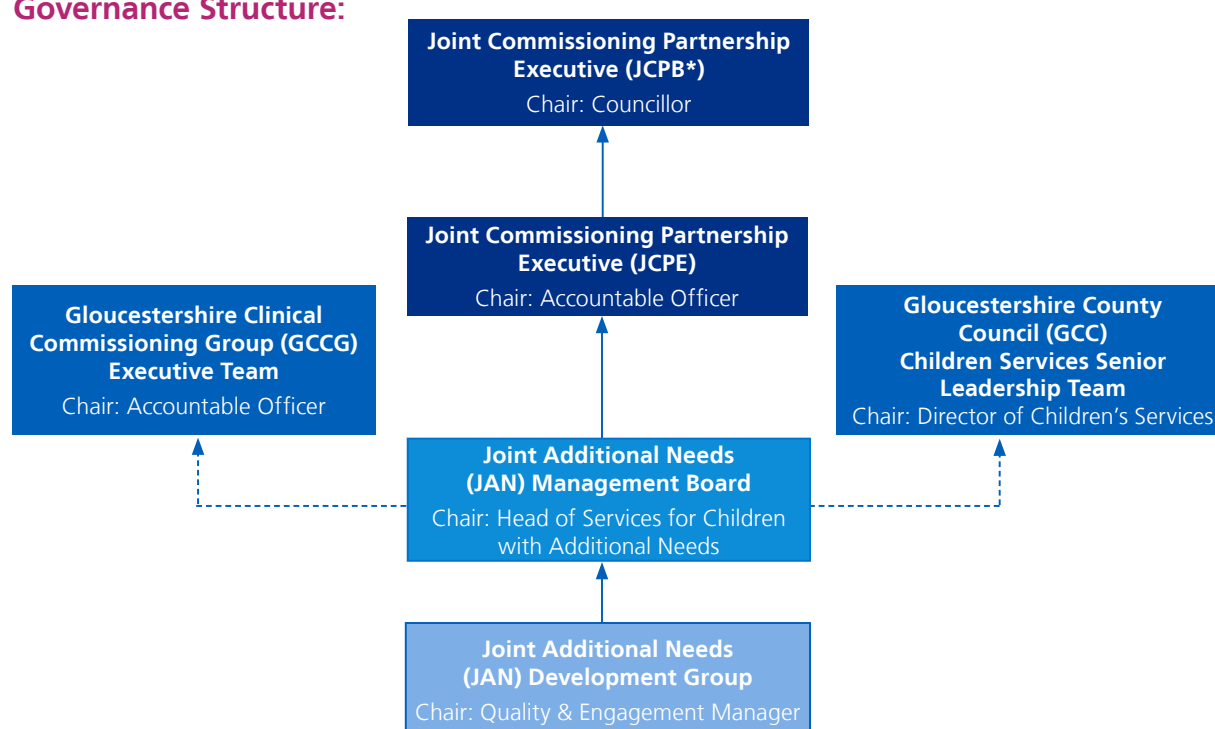 Governance Structure:
Joint Commissioning Partnership
Executive (JCPB*)
Chair: Councillor
Joint Commissioning Partnership
Executive (JCPE)
Chair: Accountable Officer
Gloucestershire Clinical
Commissioning Group (GCCG)
Executive Team
Chair: Accountable Officer
Gloucestershire County
Council (GCC)
Children Services Senior
Leadership Team
Chair: Director of Children’s Services
Joint Additional Needs
(JAN) Management Board
Chair: Head of Services for Children
with Additional Needs
Joint Additional Needs
(JAN) Development Group
Chair: Quality & Engagement Manager